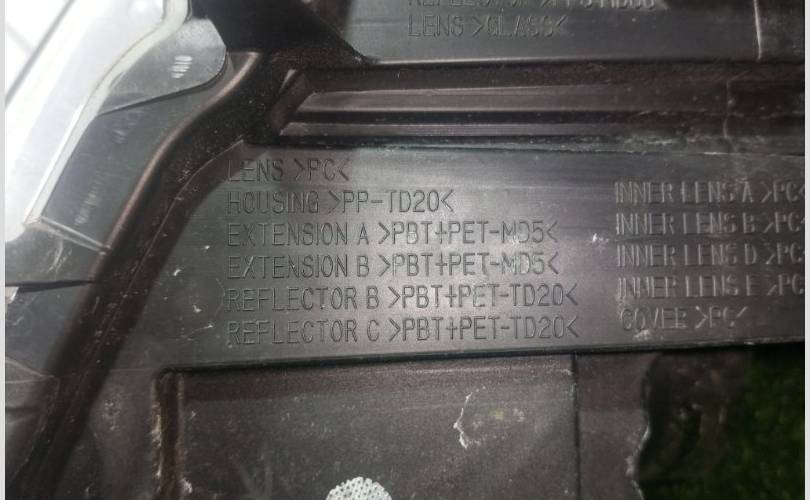 LENS >GLASS<
LENS >PC<
HOUSING >PP-TD20<
EXTENSION A >PBT+PET-MD5<
EXTENSION B >PBT+PET-MD5<
REFLECTOR B >PBT+PET-TD20<
REFLECTOR C >PBT+PET-TD20<
INNER LENS A >PC
INNER LENS B >PC
INNER LENS D >PC
INNER LENS E >PC
COVER >PC<